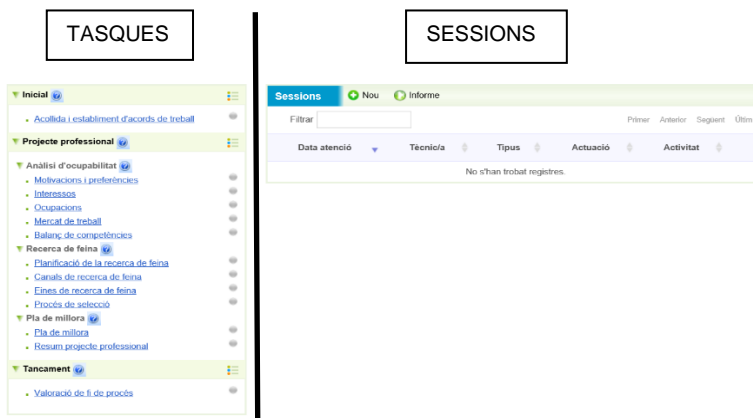 TASQUES
SESSIONS
Inicial
Acollida i establiment d'acords de treball
Projecte professional
Anàlisi d'ocupabilitat
Motivacions i preferències
Interessos
Ocupacions
Mercat de treball
Balanç de competències
Recerca de feina
Planificació de la recerca de feina
Canals de recerca de feina
Eines de recerca de feina
Procés de selecció
Pla de millora
Pla de millora
Resum projecte professional
Tancament
Valoració de fi de procés
Sessions Nou Informe
Filtrar Primer Anterior Següent Últim
Data atenció Tècnic/a Tipus Actuació Activitat
No s'han trobat registres.